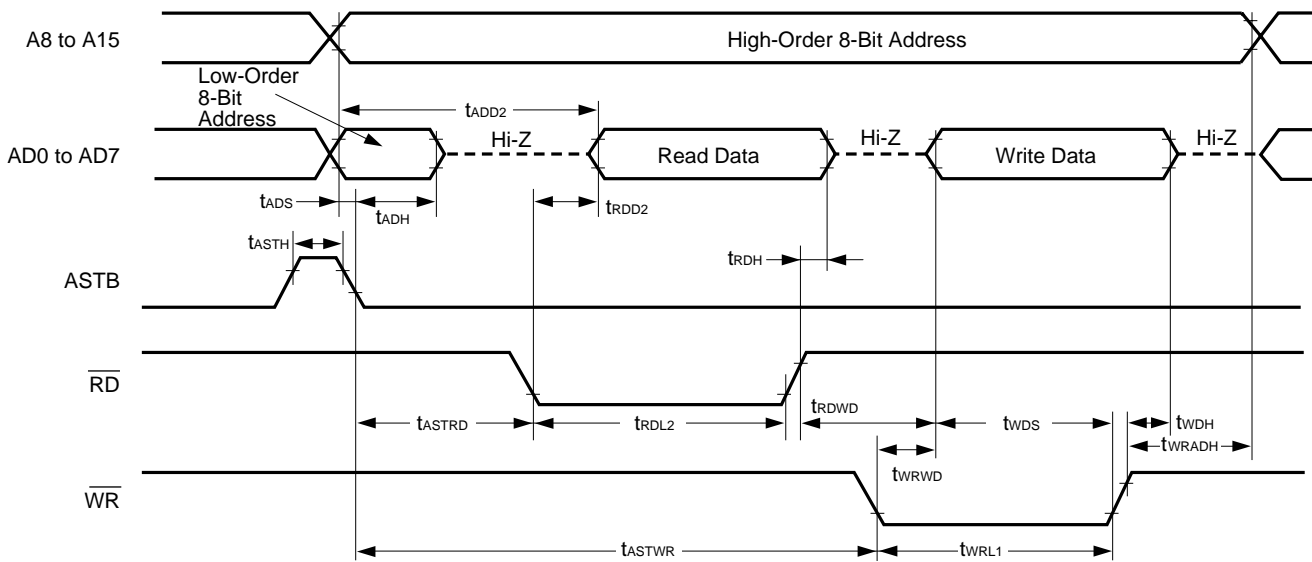 A8 to A15
High-Order 8-Bit Address
Low-Order
8-Bit
Address
tADD2
AD0 to AD7
Hi-Z
Read Data
Hi-Z
Write Data
Hi-Z
tADS
tADH
tRDD2
tASTH
tRDH
ASTB
RD
tASTRD
tRDL2
tRDWD
tWDS
tWDH
tWRADH
tWRWD
WR
tASTWR
tWRL1